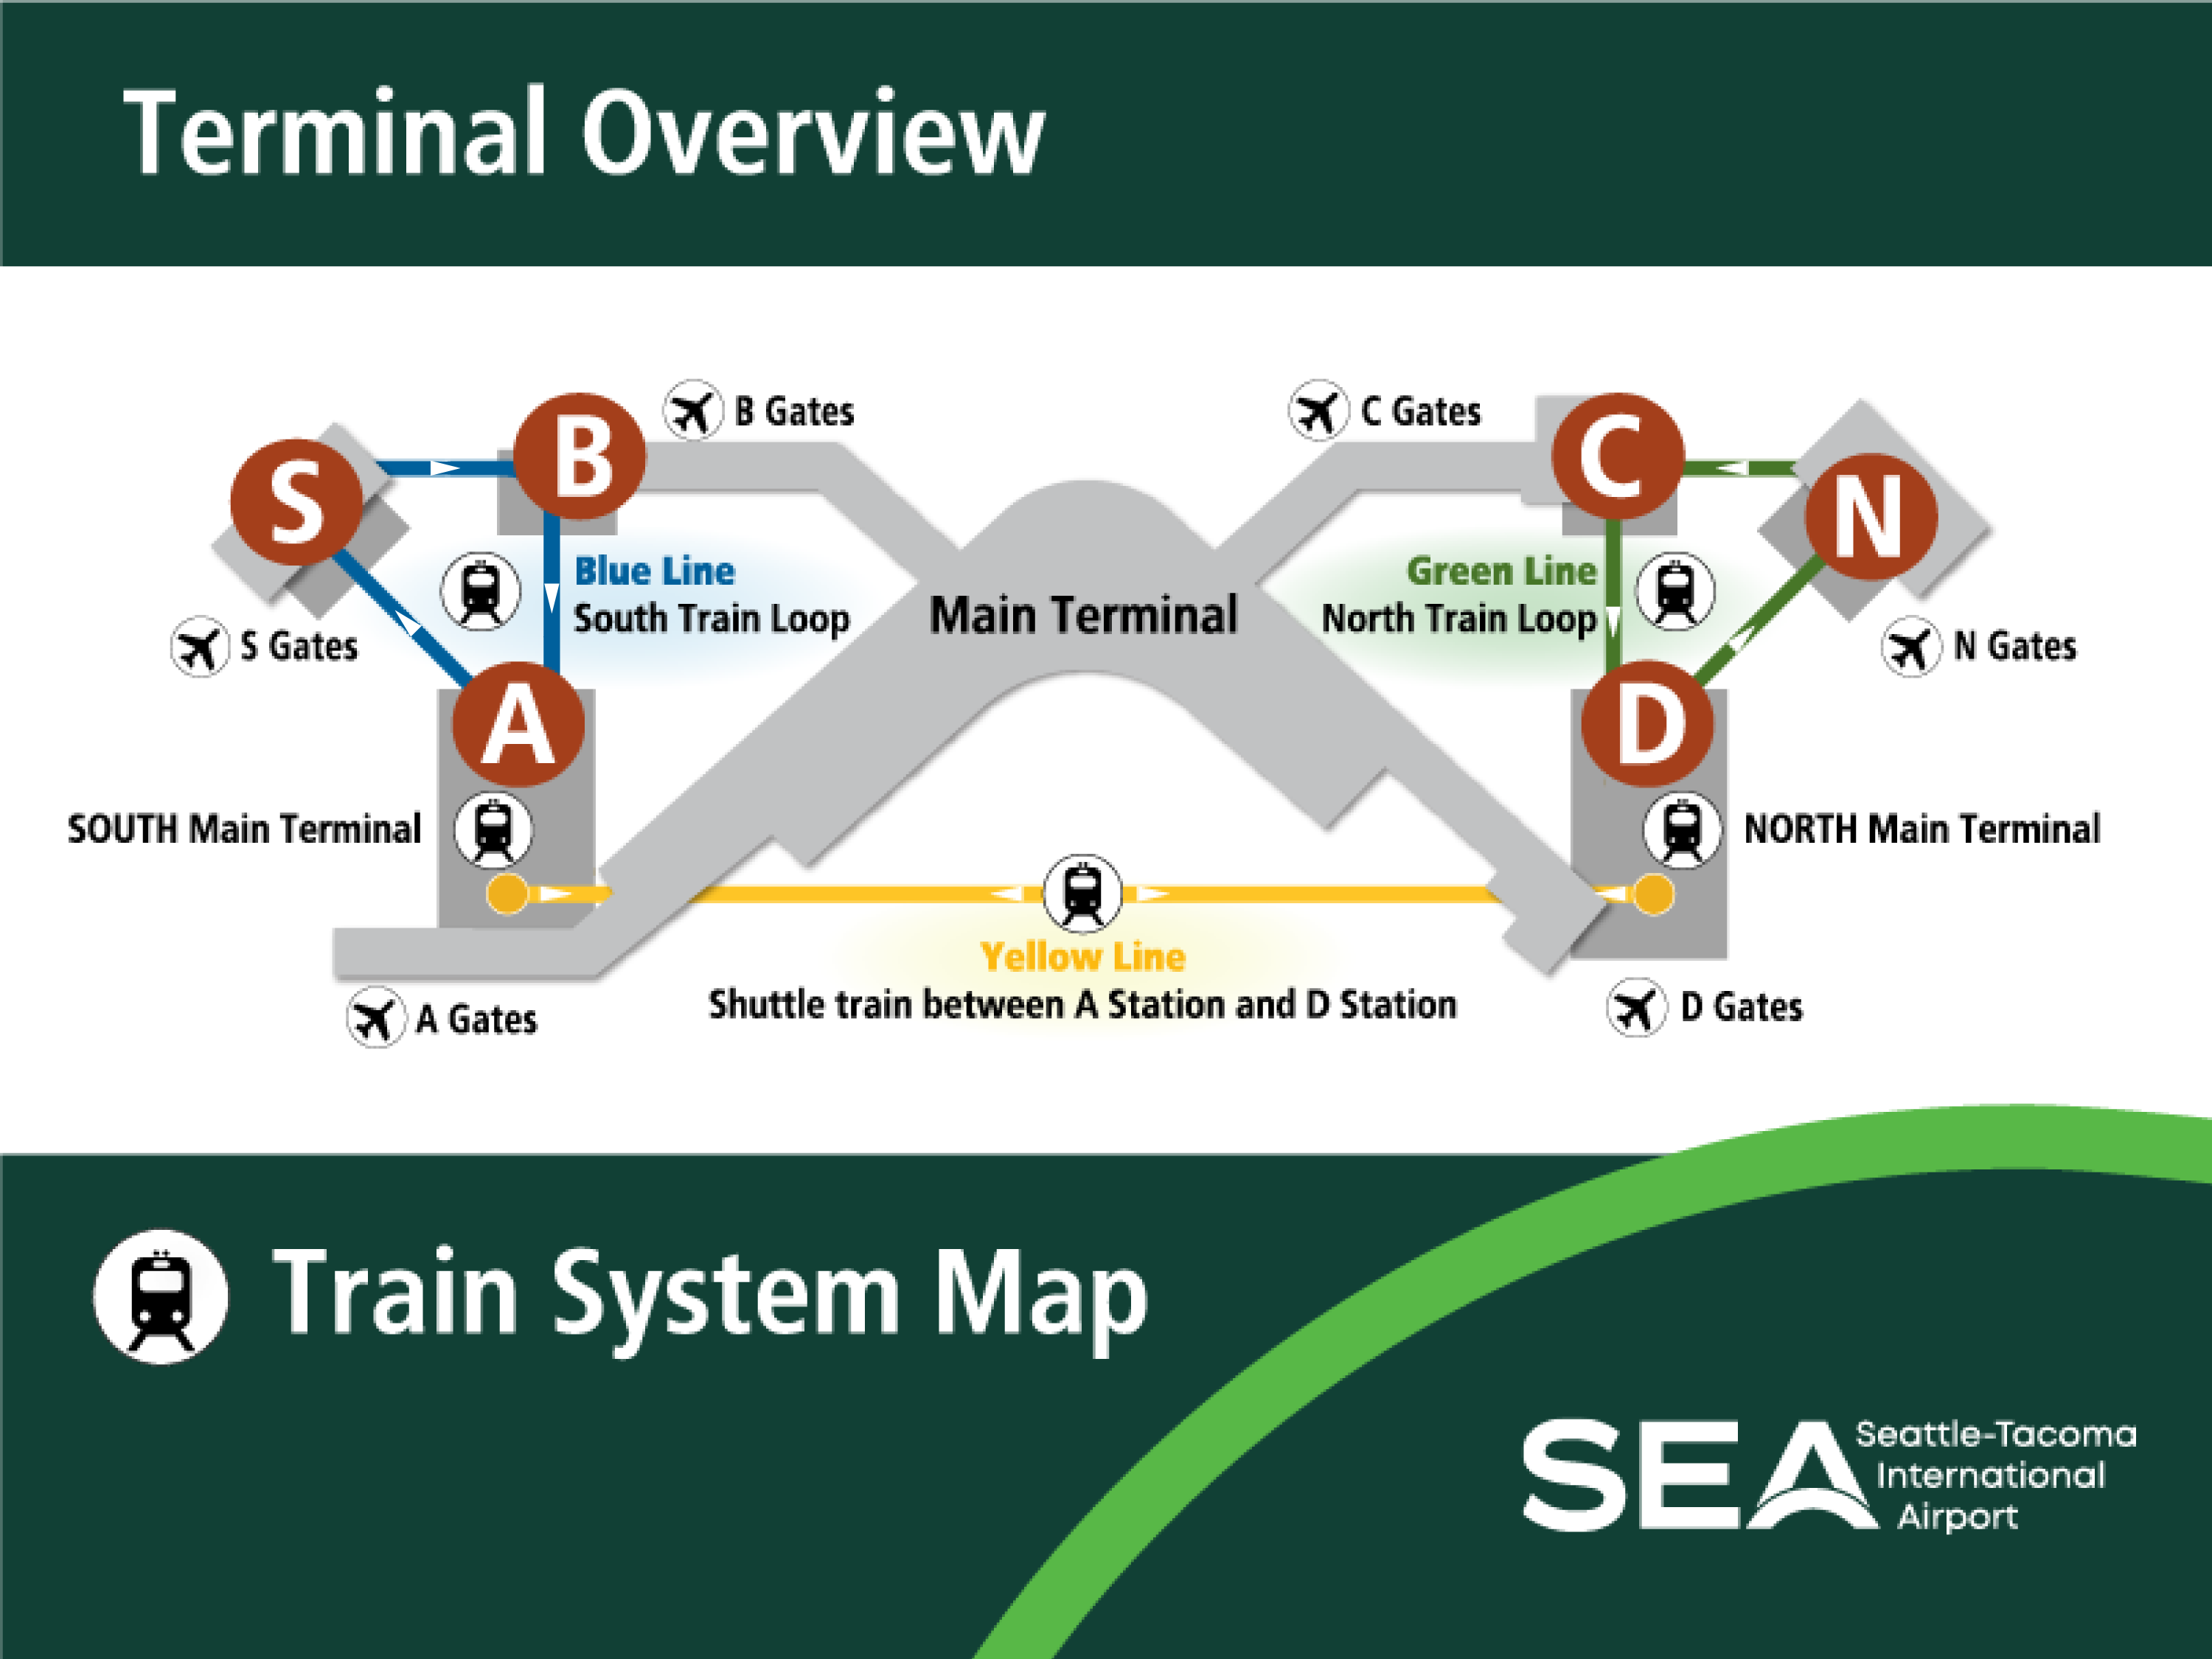 Terminal Overview
B Gates
C Gates
S
B
C
N
Blue Line
South Train Loop
Main Terminal
Green Line
North Train Loop
S Gates
N Gates
A
D
SOUTH Main Terminal
NORTH Main Terminal
Yellow Line
Shuttle train between A Station and D Station
A Gates
D Gates
Train System Map
SEA
Seattle-Tacoma
International
Airport